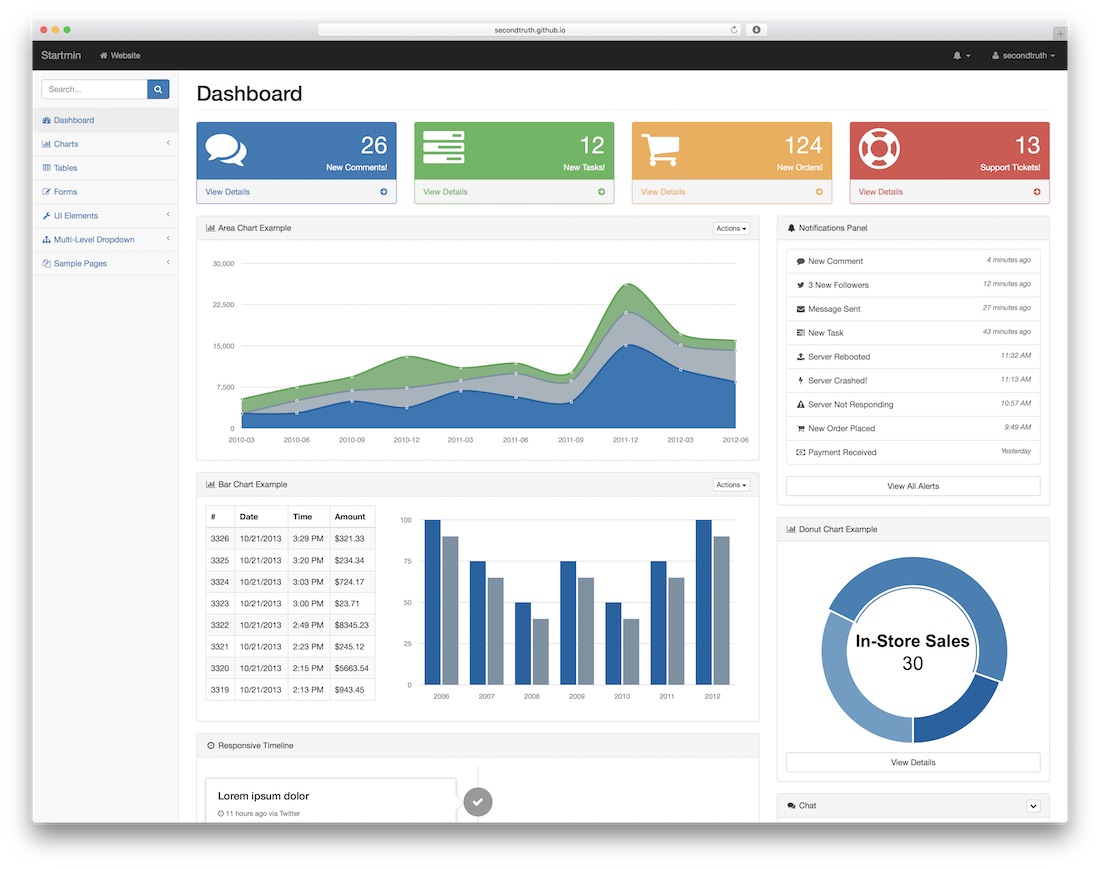 secondtruth.github.io
Startmin
Website
secondtruth
Search...
Dashboard
Charts
Tables
Forms
UI Elements
Multi-Level Dropdown
Sample Pages
Dashboard
26
New Comments!
View Details
12
New Tasks!
View Details
124
New Orders!
View Details
13
Support Tickets!
View Details
Area Chart Example
Actions
30,000
22,500
15,000
7,500
0
2010-03 2010-06 2010-09 2010-12 2011-03 2011-06 2011-09 2011-12 2012-03 2012-06
Notifications Panel
New Comment 4 minutes ago
3 New Followers 12 minutes ago
Message Sent 27 minutes ago
New Task 43 minutes ago
Server Rebooted 11:32 AM
Server Crashed! 11:13 AM
Server Not Responding 10:57 AM
New Order Placed 9:49 AM
Payment Received Yesterday
View All Alerts
Bar Chart Example
Actions
# Date Time Amount
3326 10/21/2013 3:29 PM $321.33
3325 10/21/2013 3:20 PM $234.34
3324 10/21/2013 3:03 PM $724.17
3323 10/21/2013 3:00 PM $23.71
3322 10/21/2013 2:49 PM $8345.23
3321 10/21/2013 2:23 PM $245.12
3320 10/21/2013 2:15 PM $5663.54
3319 10/21/2013 2:13 PM $943.45
100
75
50
25
0
2006 2007 2008 2009 2010 2011 2012
Donut Chart Example
In-Store Sales
30
View Details
Responsive Timeline
Lorem ipsum dolor
11 hours ago via Twitter
Chat